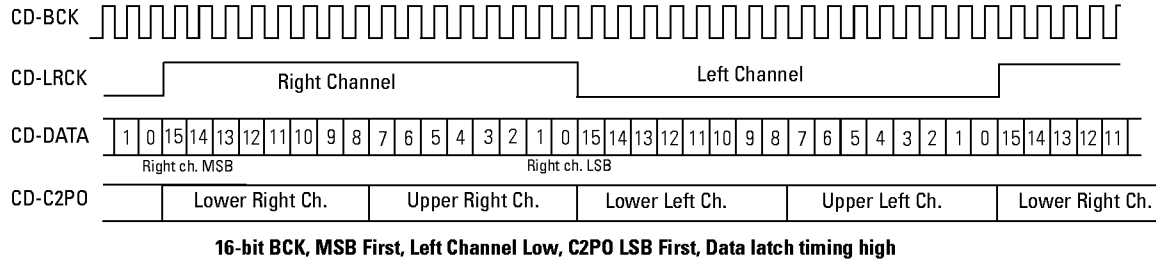 CD-BCK
CD-LRCK Right Channel Left Channel
CD-DATA 1 0 15 14 13 12 11 10 9 8 7 6 5 4 3 2 1 0 15 14 13 12 11 10 9 8 7 6 5 4 3 2 1 0 15 14 13 12 11
Right ch. MSB Right ch. LSB
CD-C2PO Lower Right Ch. Upper Right Ch. Lower Left Ch. Upper Left Ch. Lower Right Ch.
16-bit BCK, MSB First, Left Channel Low, C2PO LSB First, Data latch timing high